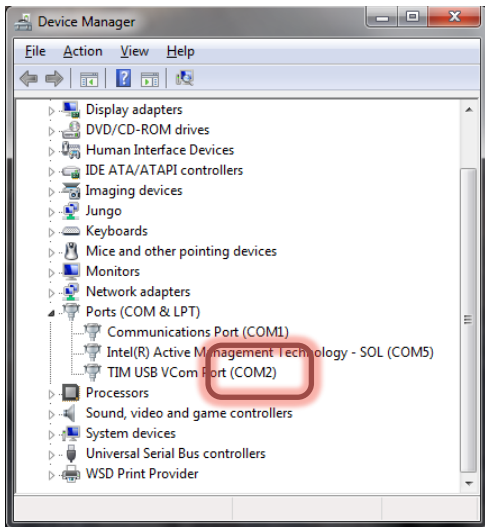 Device Manager
File Action View Help
Display adapters
DVD/CD-ROM drives
Human Interface Devices
IDE ATA/ATAPI controllers
Imaging devices
Jungo
Keyboards
Mice and other pointing devices
Monitors
Network adapters
Ports (COM & LPT)
Communications Port (COM1)
Intel(R) Active Management Technology - SOL (COM5)
TIM USB VCom Port (COM2)
Processors
Sound, video and game controllers
System devices
Universal Serial Bus controllers
WSD Print Provider